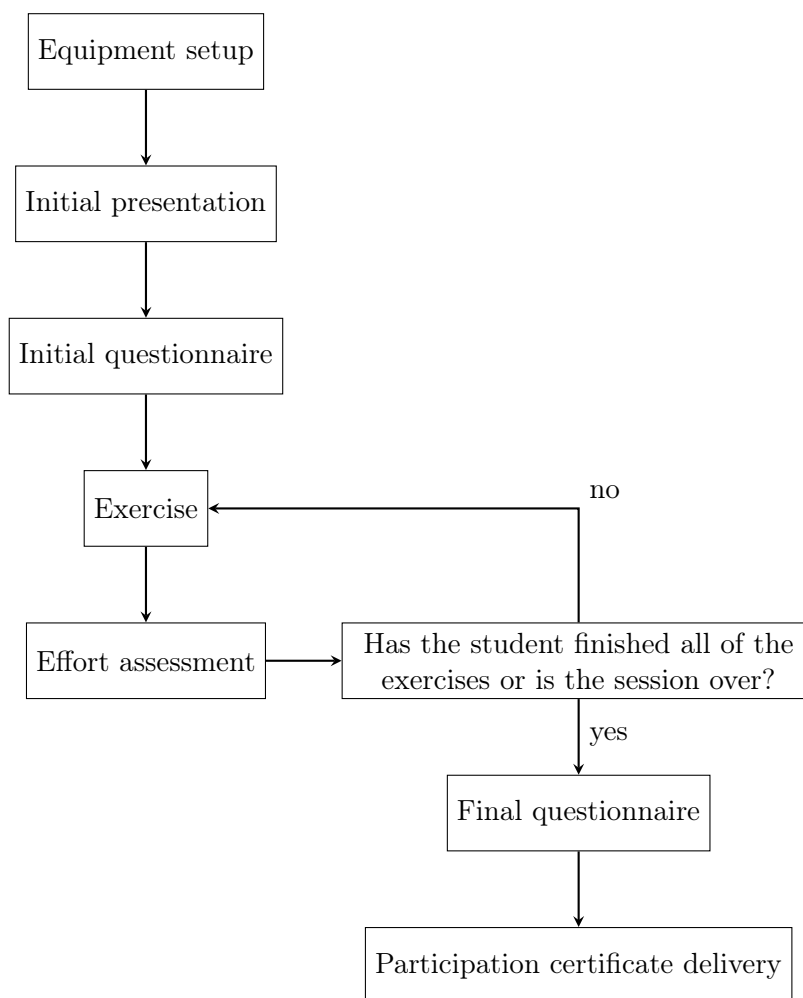 Equipment setup
Initial presentation
Initial questionnaire
Exercise
no
Effort assessment
Has the student finished all of the
exercises or is the session over?
yes
Final questionnaire
Participation certificate delivery